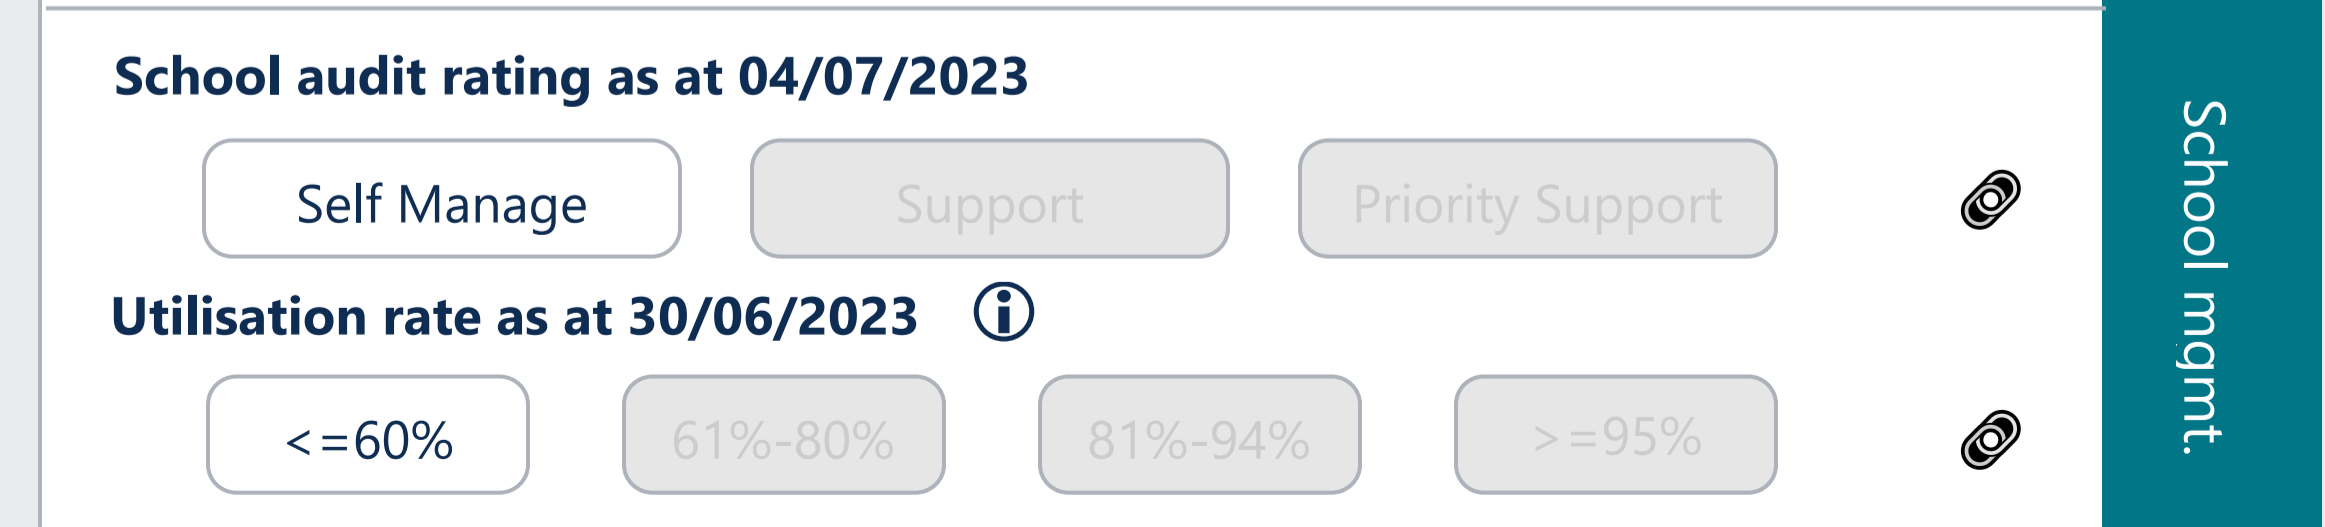 School audit rating as at 04/07/2023
Self Manage Support Priority Support
Utilisation rate as at 30/06/2023
<=60% 61%-80% 81%-94% >=95%
School mgmt.